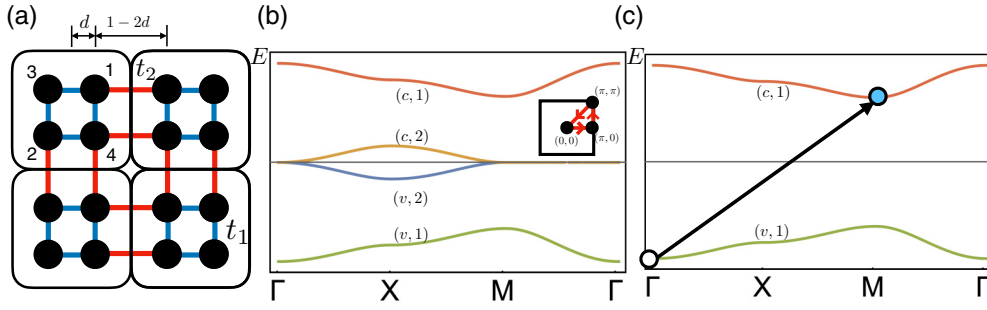 (a)
d
1 − 2d
3
1
t₂
2
4
t₁
(b)
E
(c, 1)
(π, π)
(0, 0)
(π, 0)
(c, 2)
(v, 2)
(v, 1)
Γ
X
M
Γ
(c)
E
(c, 1)
(v, 1)
Γ
X
M
Γ